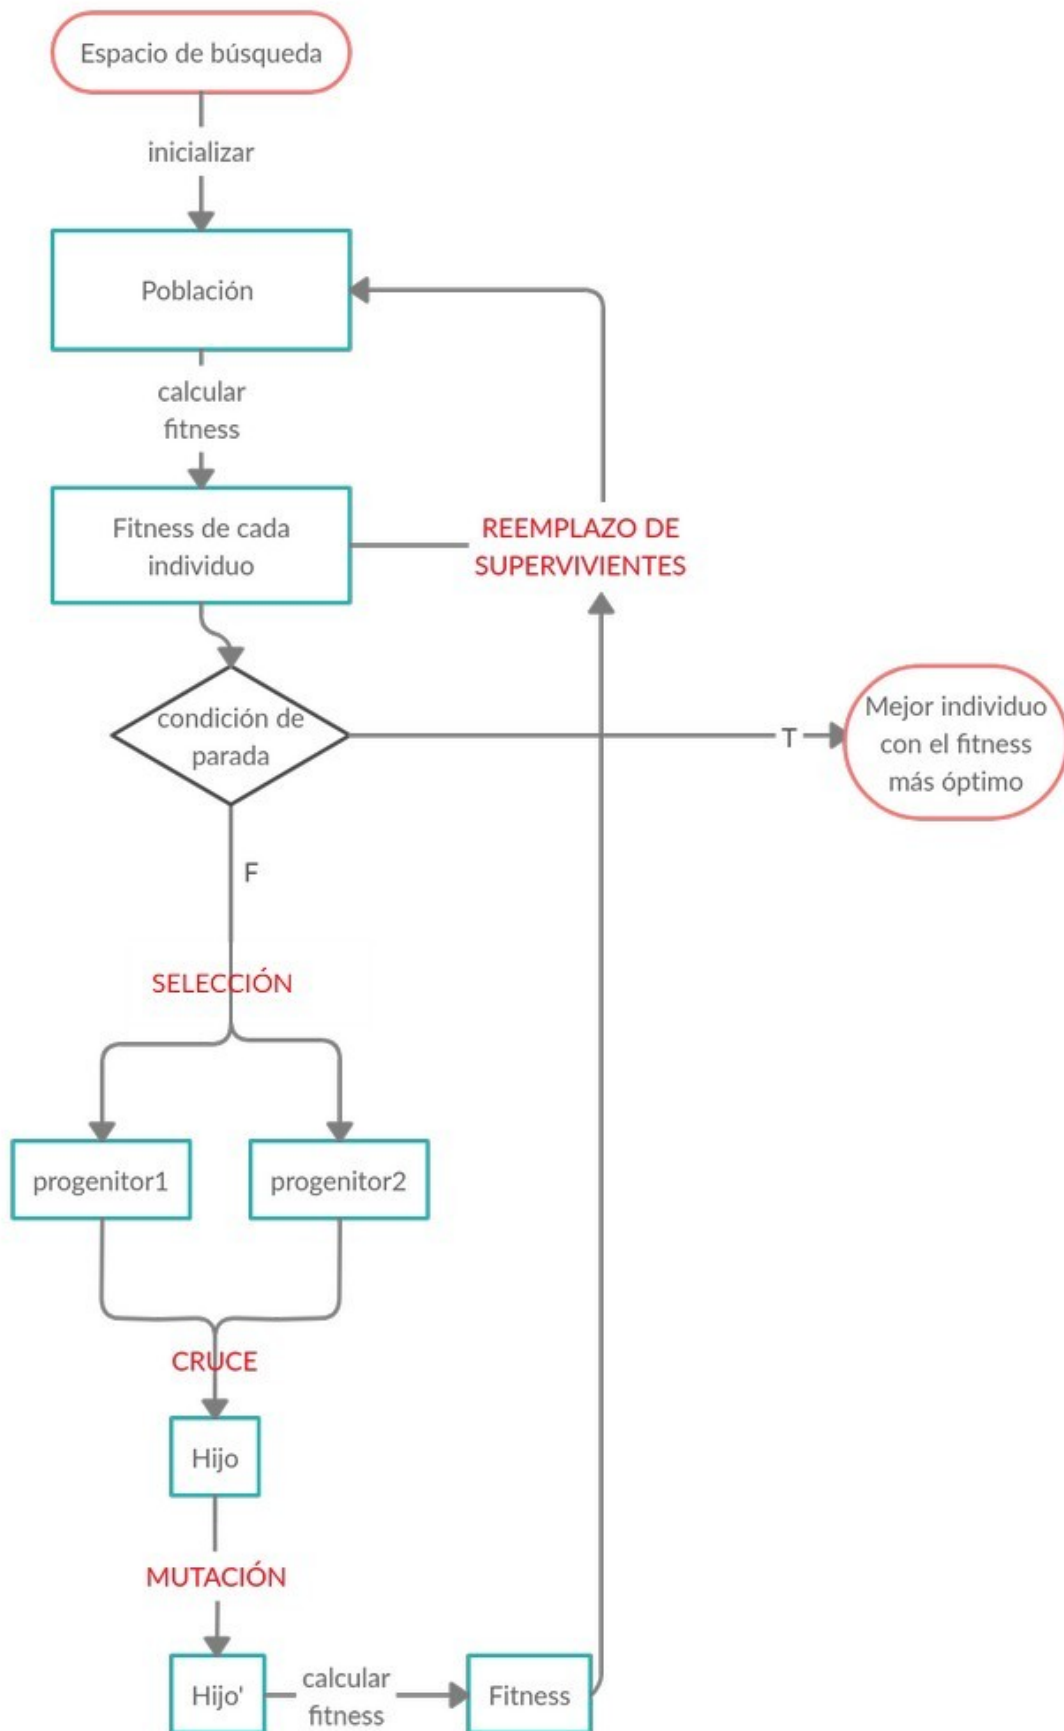 Espacio de búsqueda
inicializar
Población
calcular
fitness
Fitness de cada
individuo
REEMPLAZO DE
SUPERVIVIENTES
condición de
parada
T
Mejor individuo
con el fitness
más óptimo
F
SELECCIÓN
progenitor1
progenitor2
CRUCE
Hijo
MUTACIÓN
Hijo'
calcular
fitness
Fitness